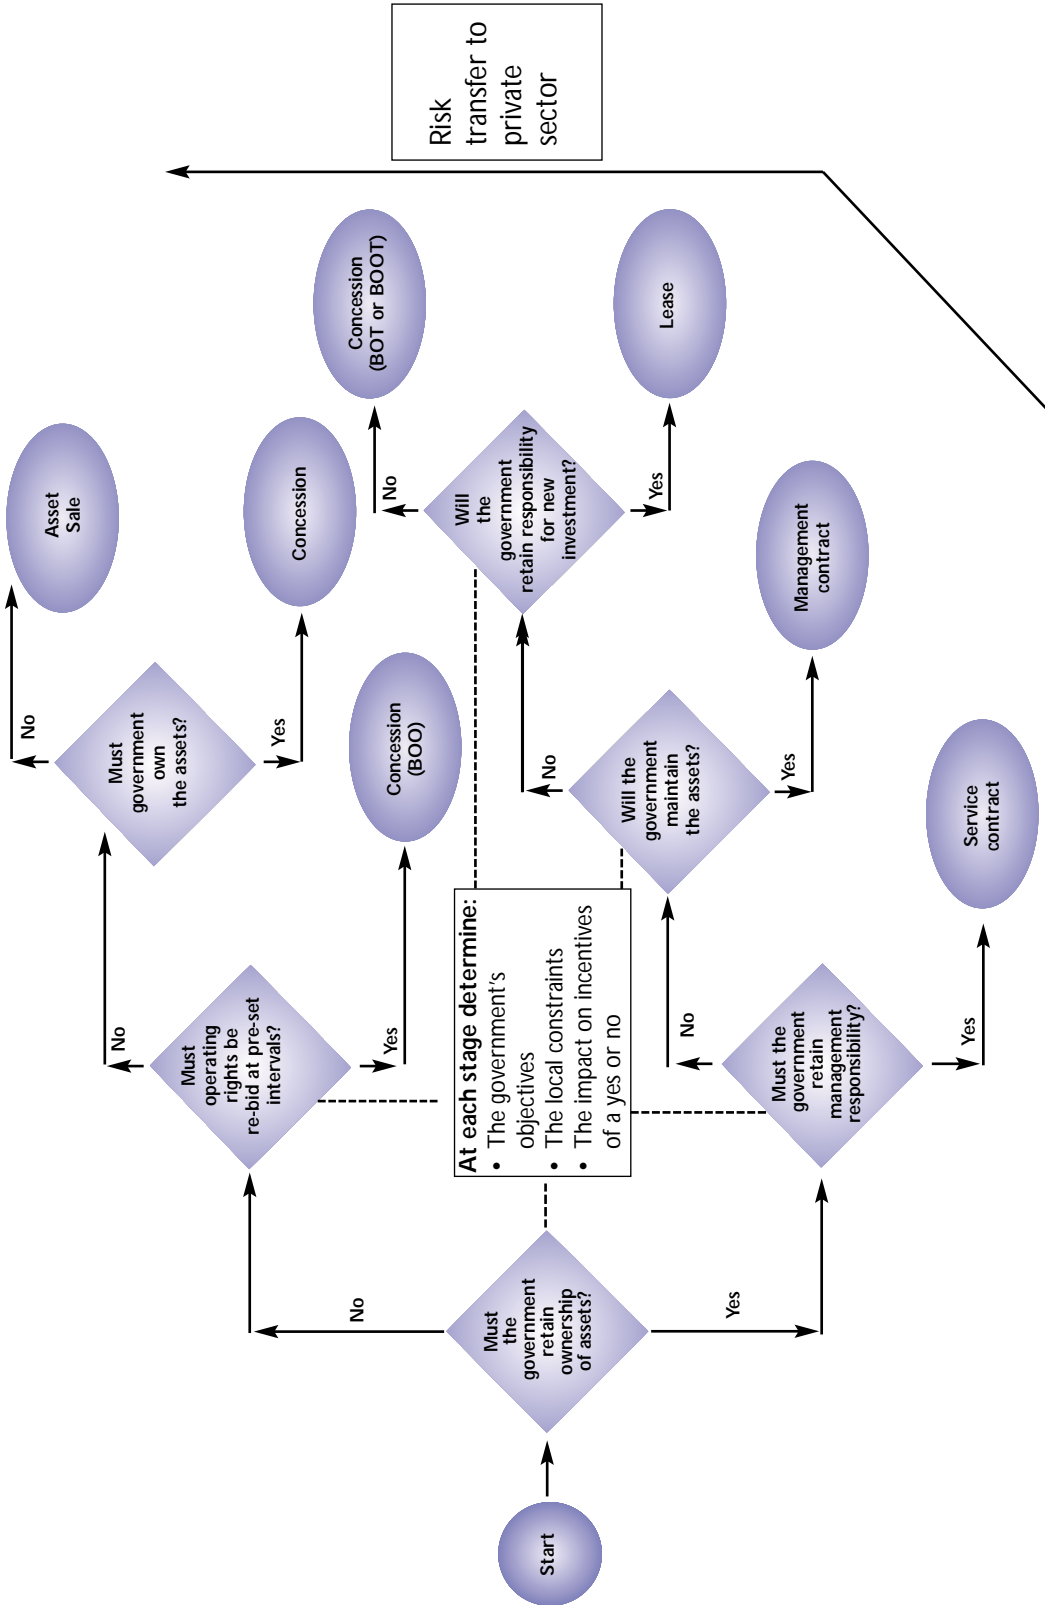 Start
Must
the
government
retain
ownership
of assets?
No
Yes
Must
operating
rights be
re-bid at pre-set
intervals?
No
Yes
Must
government
own
the assets?
No
Yes
Asset
Sale
Concession
Concession
(BOO)
At each stage determine:
• The government's
objectives
• The local constraints
• The impact on incentives
of a yes or no
Must the
government
retain
management
responsibility?
No
Yes
Service
contract
Will the
government
maintain
the assets?
No
Yes
Management
contract
Will
the
government
retain responsibility
for new
investment?
No
Yes
Concession
(BOT or BOOT)
Lease
Risk
transfer to
private
sector